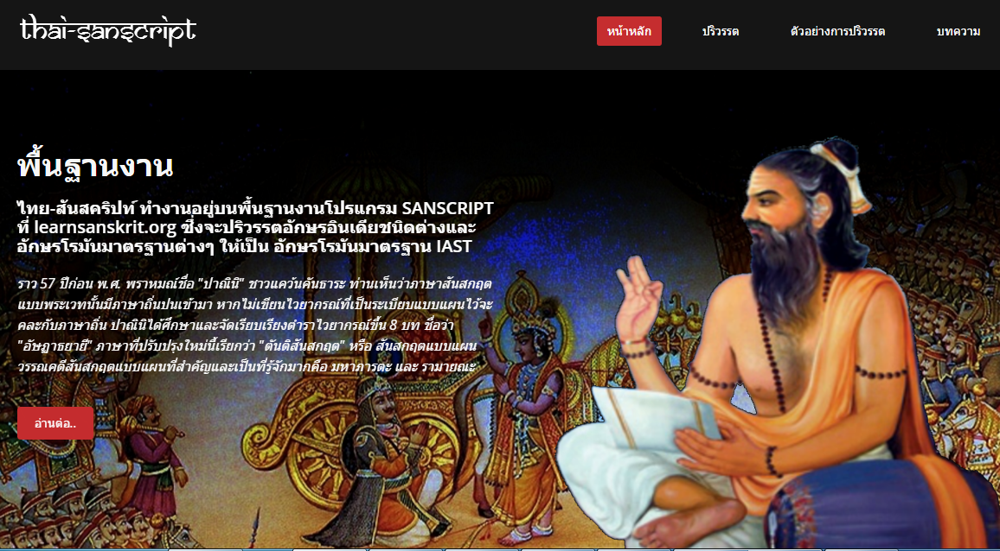 thai-sanscript
หน้าหลัก ปริวรรต ตัวอย่างการปริวรรต บทความ
พื้นฐานงาน
ไทย-สันสคริปท์ ทำงานอยู่บนพื้นฐานงานโปรแกรม SANSCRIPT
ที่ learnsanskrit.org ซึ่งจะปริวรรตอักษรอินเดียชนิดต่างและ
อักษรโรมันมาตรฐานต่างๆ ให้เป็น อักษรโรมันมาตรฐาน IAST
ราว 57 ปีก่อน พ.ศ. พราหมณ์ชื่อ "ปาณินิ" ชาวแคว้นคันธาระ ท่านเห็นว่าภาษาสันสกฤต
แบบพระเวทนั้นมีภาษาถิ่นปนเข้ามา หากไม่เขียนไวยากรณ์ที่เป็นระเบียบแบบแผนไว้จะ
คละกับภาษาถิ่น ปาณินิได้ศึกษาและจัดเรียบเรียงตำราไวยากรณ์ขึ้น 8 บท ชื่อว่า
"อัษฏาธยายี" ภาษาที่ปรับปรุงใหม่นี้เรียกว่า "ตันติสันสกฤต" หรือ สันสกฤตแบบแผน
วรรณคดีสันสกฤตแบบแผนที่สำคัญและเป็นที่รู้จักมากคือ มหาภารตะ และ รามายณะ
อ่านต่อ..